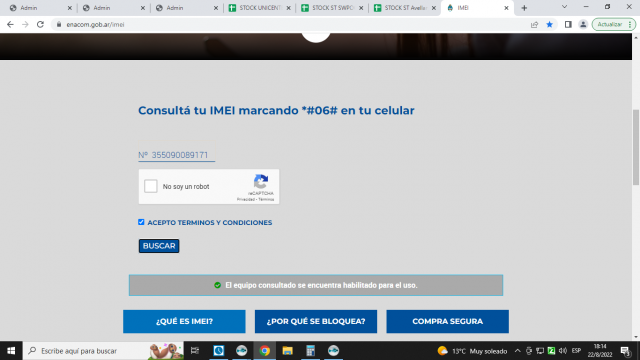 Admin
Admin
Admin
STOCK UNICENT
STOCK ST SWPO
STOCK ST Avella
IMEI
enacom.gob.ar/imei
Actualizar
Consultá tu IMEI marcando *#06# en tu celular
Nº 355090089171
No soy un robot
reCAPTCHA
Privacidad - Términos
ACEPTO TERMINOS Y CONDICIONES
BUSCAR
El equipo consultado se encuentra habilitado para el uso.
¿QUÉ ES IMEI?
¿POR QUÉ SE BLOQUEA?
COMPRA SEGURA
Escribe aquí para buscar
13°C Muy soleado
ESP
18:14
22/8/2022